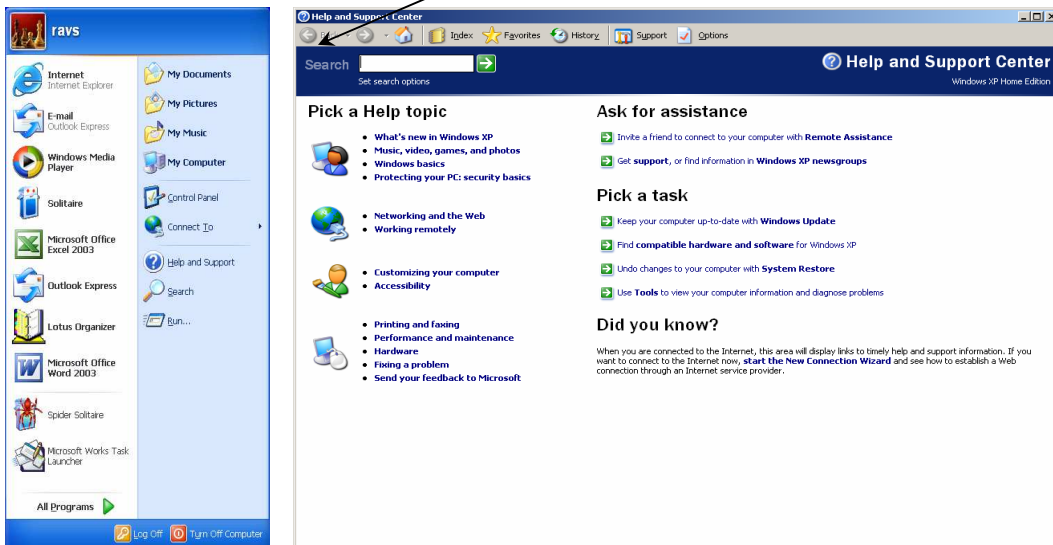 ravs
Internet
Internet Explorer
E-mail
Outlook Express
Windows Media
Player
Solitaire
Microsoft Office
Excel 2003
Outlook Express
Lotus Organizer
Microsoft Office
Word 2003
Spider Solitaire
Microsoft Works Task
Launcher
All Programs
My Documents
My Pictures
My Music
My Computer
Control Panel
Connect To
Help and Support
Search
Run...
Log Off Turn Off Computer
Help and Support Center
Index Favorites History Support Options
Search
Set search options
Help and Support Center
Windows XP Home Edition
Pick a Help topic
• What's new in Windows XP
• Music, video, games, and photos
• Windows basics
• Protecting your PC: security basics
• Networking and the Web
• Working remotely
• Customizing your computer
• Accessibility
• Printing and faxing
• Performance and maintenance
• Hardware
• Fixing a problem
• Send your feedback to Microsoft
Ask for assistance
Invite a friend to connect to your computer with Remote Assistance
Get support, or find information in Windows XP newsgroups
Pick a task
Keep your computer up-to-date with Windows Update
Find compatible hardware and software for Windows XP
Undo changes to your computer with System Restore
Use Tools to view your computer information and diagnose problems
Did you know?
When you are connected to the Internet, this area will display links to timely help and support information. If you
want to connect to the Internet now, start the New Connection Wizard and see how to establish a Web
connection through an Internet service provider.